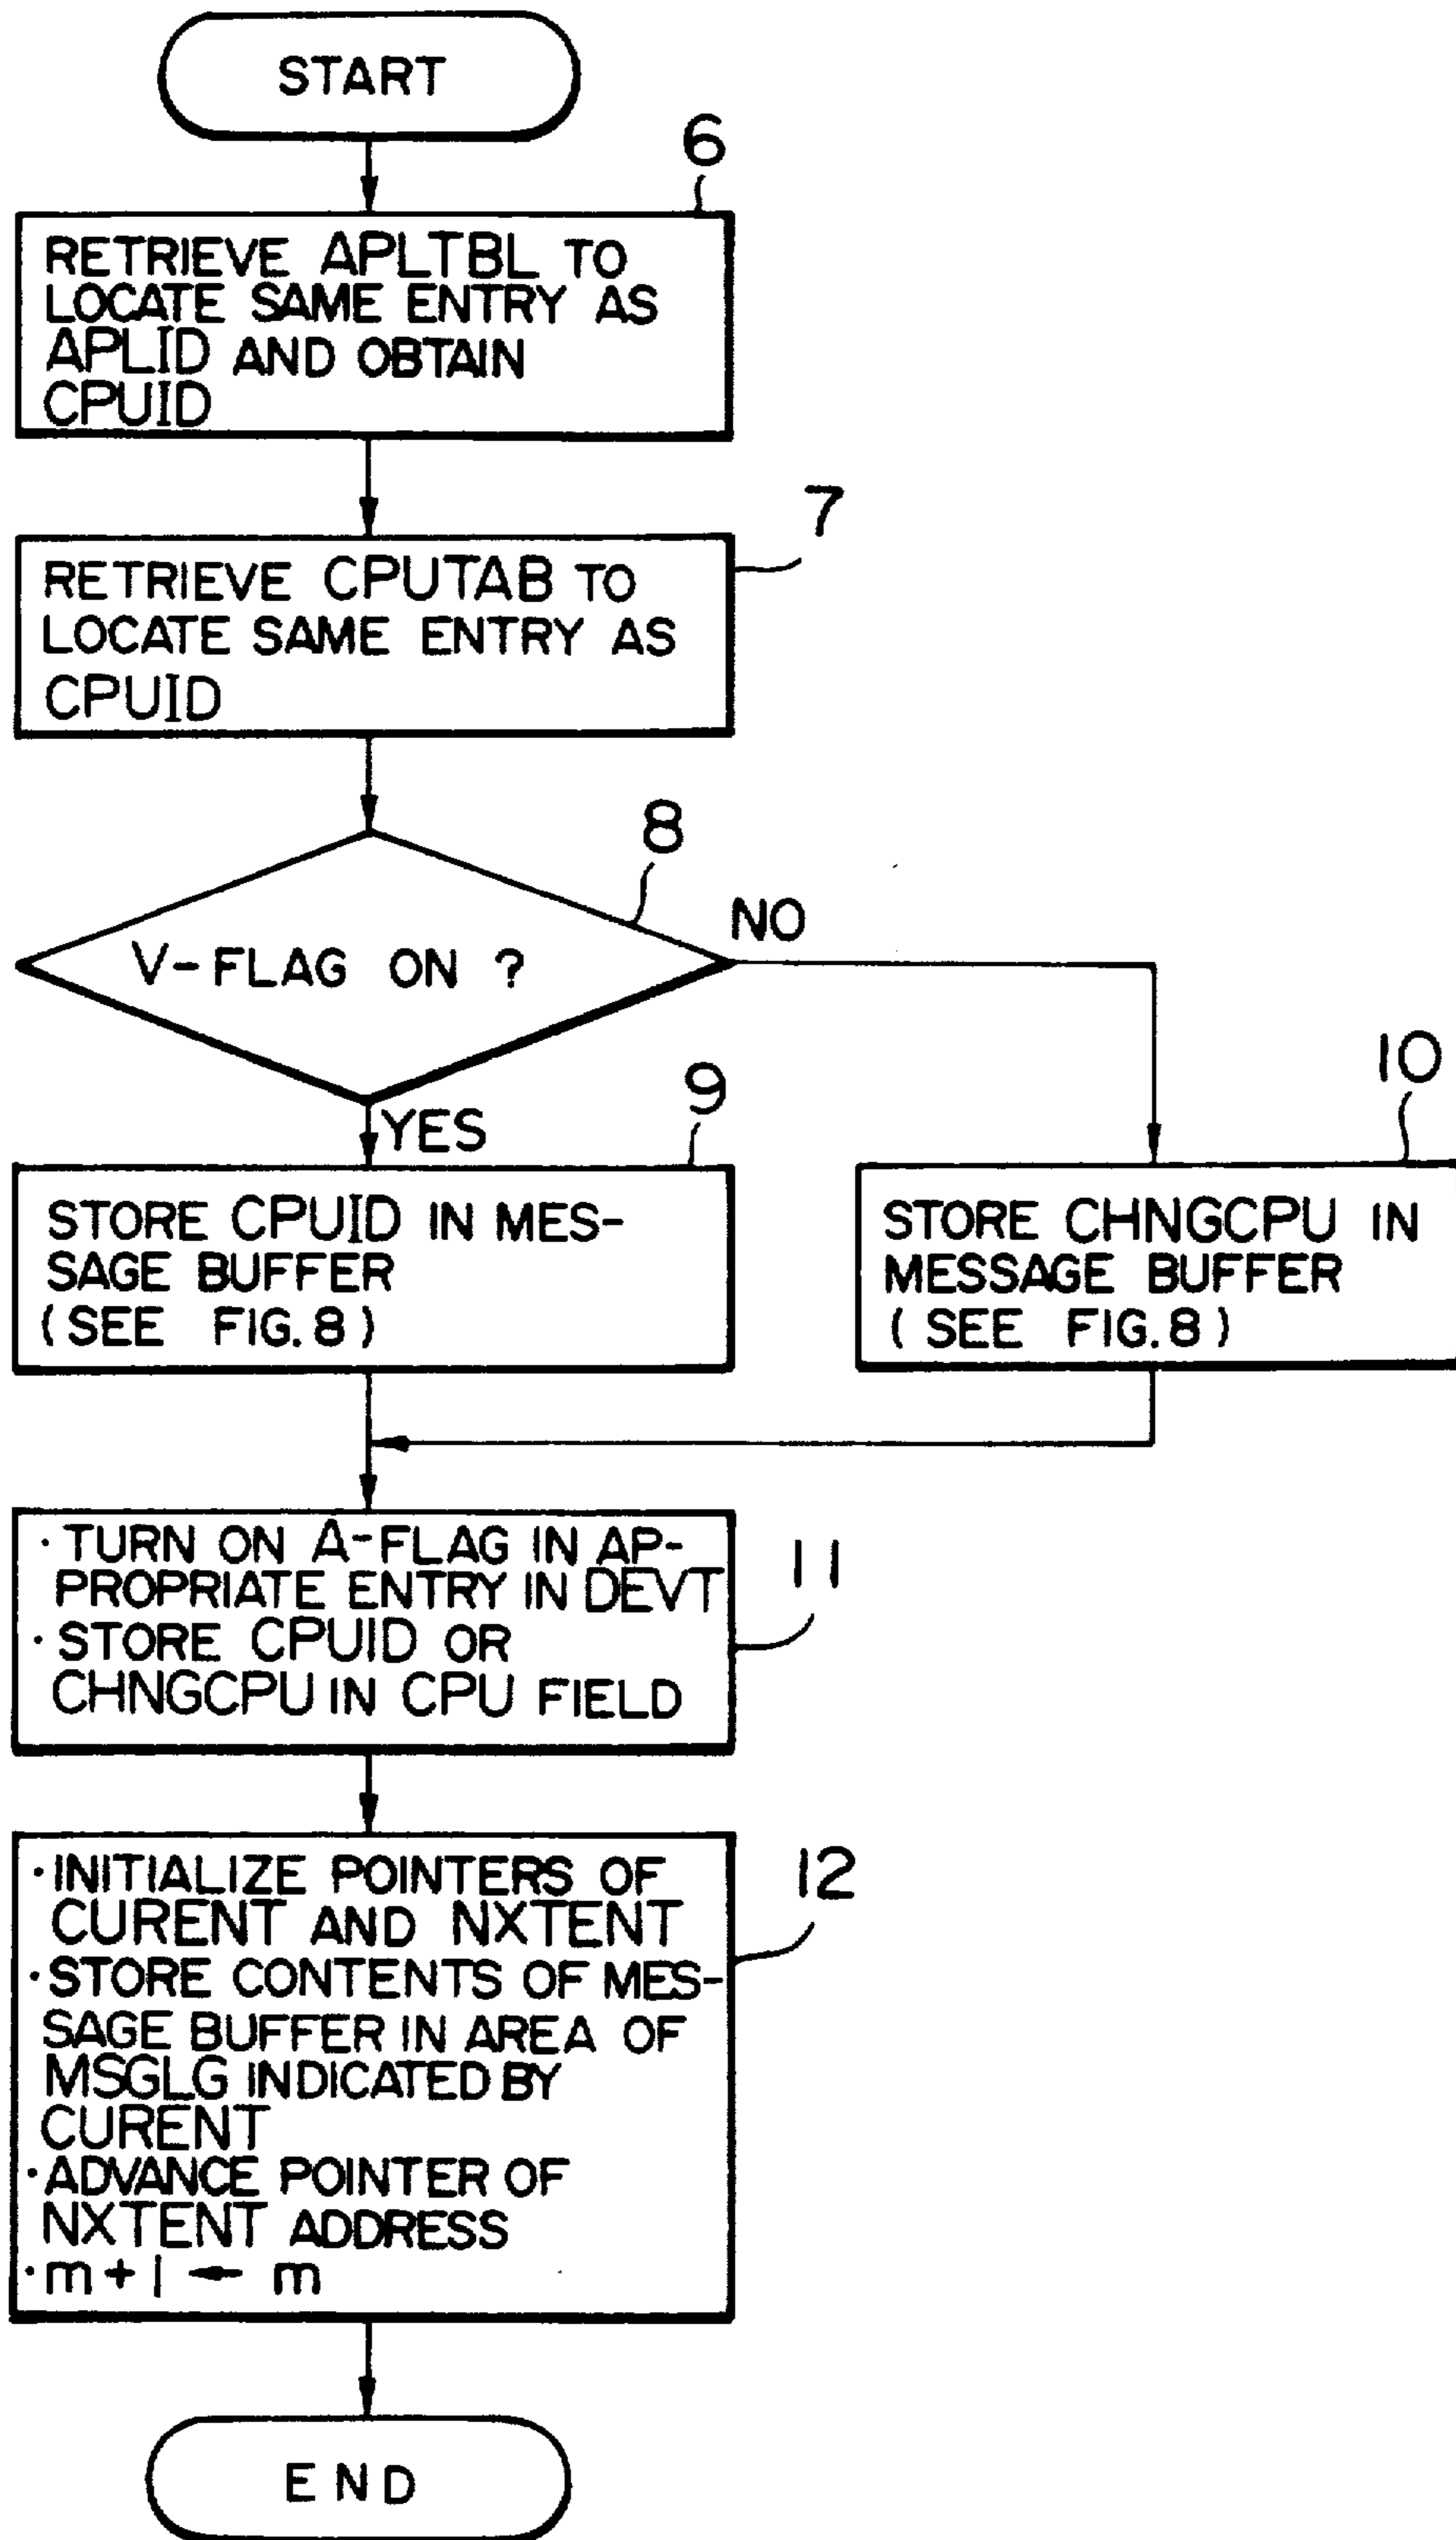 START
6
RETRIEVE APLTBL TO
LOCATE SAME ENTRY AS
APLID AND OBTAIN
CPUID
7
RETRIEVE CPUTAB TO
LOCATE SAME ENTRY AS
CPUID
8
V-FLAG ON ?
NO
YES
9
STORE CPUID IN MES-
SAGE BUFFER
(SEE FIG. 8)
10
STORE CHNGCPU IN
MESSAGE BUFFER
(SEE FIG. 8)
11
· TURN ON A-FLAG IN AP-
PROPRIATE ENTRY IN DEVT
· STORE CPUID OR
CHNGCPU IN CPU FIELD
12
· INITIALIZE POINTERS OF
CURENT AND NXTENT
· STORE CONTENTS OF MES-
SAGE BUFFER IN AREA OF
MSGLG INDICATED BY
CURENT
· ADVANCE POINTER OF
NXTENT ADDRESS
· m + 1 ← m
END